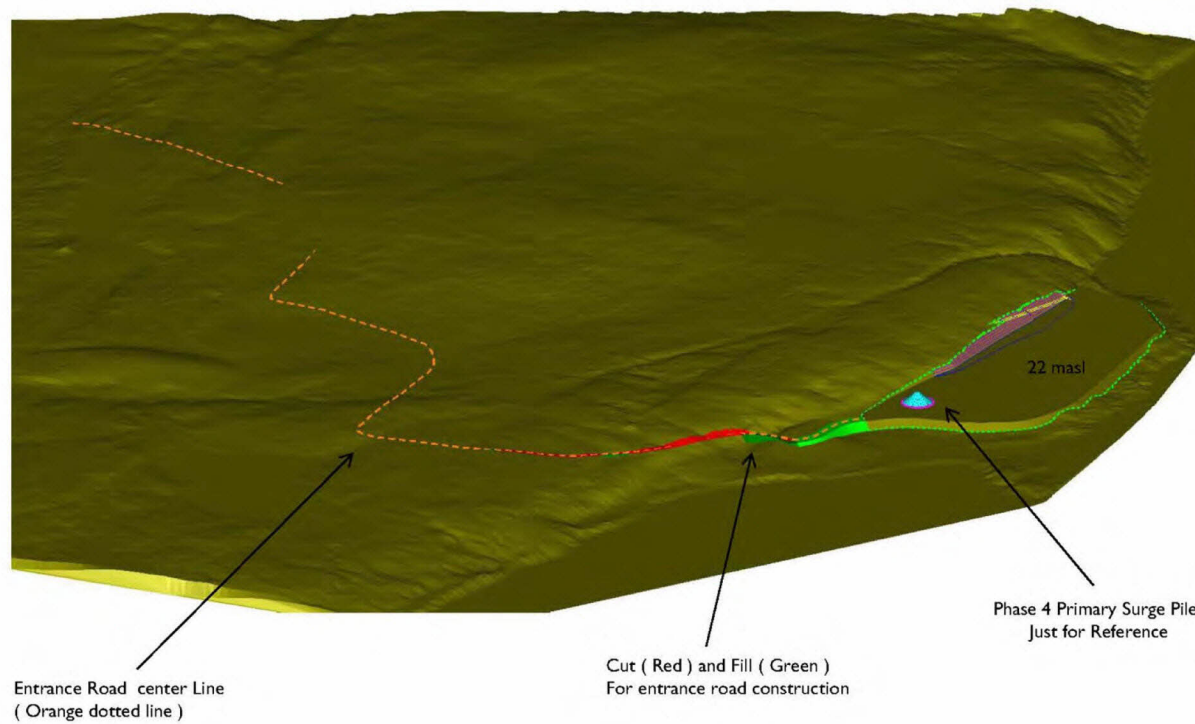 22 masl
Phase 4 Primary Surge Pile
Just for Reference
Cut ( Red ) and Fill ( Green )
For entrance road construction
Entrance Road center Line
( Orange dotted line )